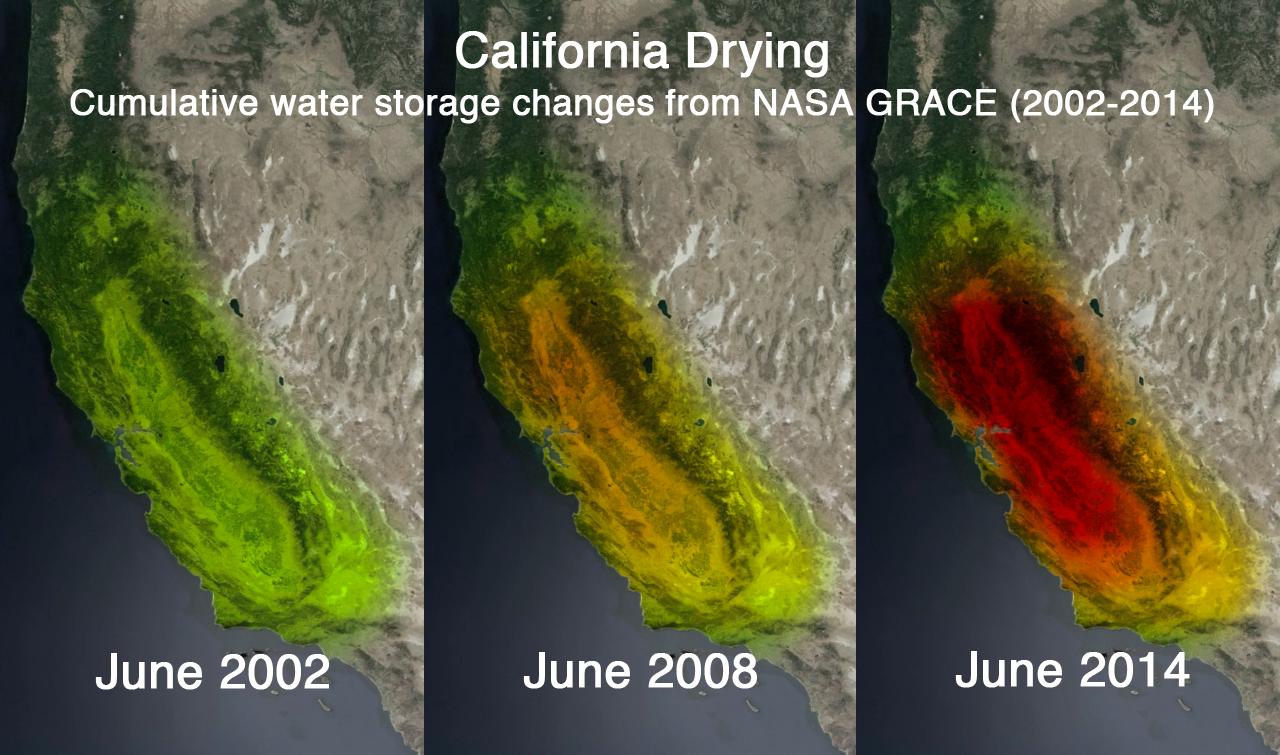 California Drying
Cumulative water storage changes from NASA GRACE (2002-2014)
June 2002
June 2008
June 2014